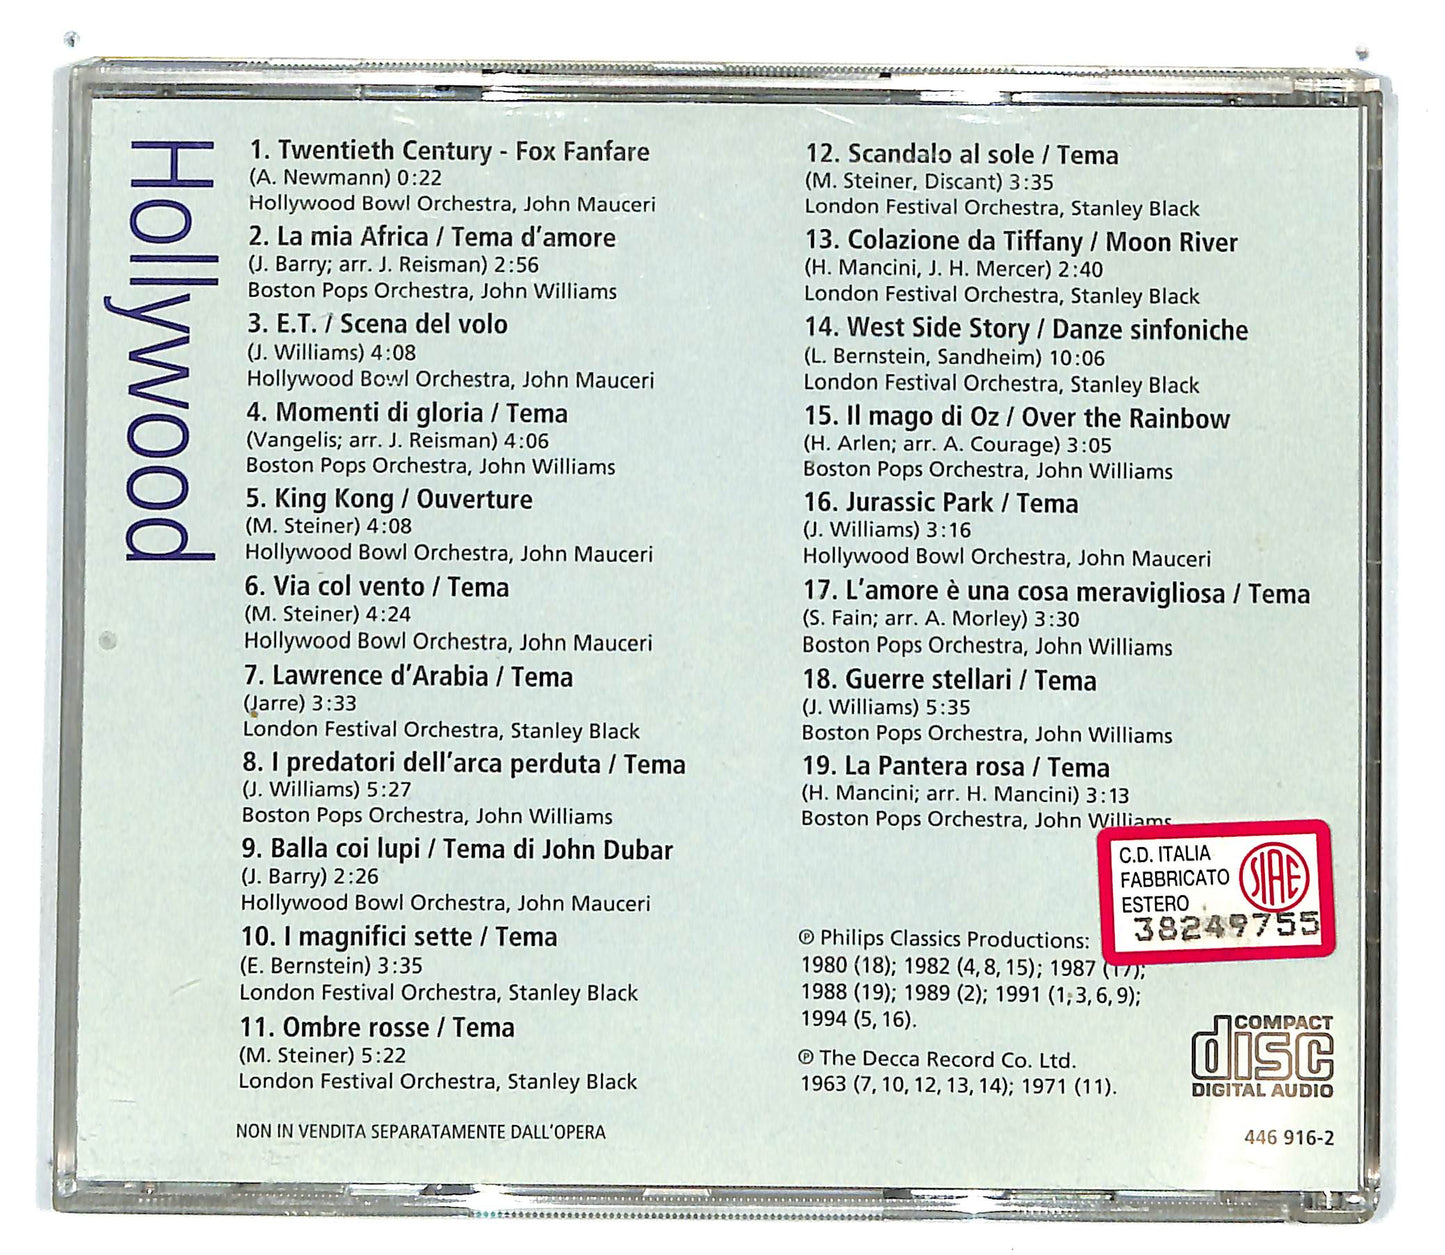 Hollywood
1. Twentieth Century - Fox Fanfare
(A. Newmann) 0:22
Hollywood Bowl Orchestra, John Mauceri
2. La mia Africa / Tema d'amore
(J. Barry; arr. J. Reisman) 2:56
Boston Pops Orchestra, John Williams
3. E.T. / Scena del volo
(J. Williams) 4:08
Hollywood Bowl Orchestra, John Mauceri
4. Momenti di gloria / Tema
(Vangelis; arr. J. Reisman) 4:06
Boston Pops Orchestra, John Williams
5. King Kong / Ouverture
(M. Steiner) 4:08
Hollywood Bowl Orchestra, John Mauceri
6. Via col vento / Tema
(M. Steiner) 4:24
Hollywood Bowl Orchestra, John Mauceri
7. Lawrence d'Arabia / Tema
(Jarre) 3:33
London Festival Orchestra, Stanley Black
8. I predatori dell'arca perduta / Tema
(J. Williams) 5:27
Boston Pops Orchestra, John Williams
9. Balla coi lupi / Tema di John Dubar
(J. Barry) 2:26
Hollywood Bowl Orchestra, John Mauceri
10. I magnifici sette / Tema
(E. Bernstein) 3:35
London Festival Orchestra, Stanley Black
11. Ombre rosse / Tema
(M. Steiner) 5:22
London Festival Orchestra, Stanley Black
NON IN VENDITA SEPARATAMENTE DALL'OPERA
12. Scandalo al sole / Tema
(M. Steiner, Discant) 3:35
London Festival Orchestra, Stanley Black
13. Colazione da Tiffany / Moon River
(H. Mancini, J. H. Mercer) 2:40
London Festival Orchestra, Stanley Black
14. West Side Story / Danze sinfoniche
(L. Bernstein, Sandheim) 10:06
London Festival Orchestra, Stanley Black
15. Il mago di Oz / Over the Rainbow
(H. Arlen; arr. A. Courage) 3:05
Boston Pops Orchestra, John Williams
16. Jurassic Park / Tema
(J. Williams) 3:16
Hollywood Bowl Orchestra, John Mauceri
17. L'amore è una cosa meravigliosa / Tema
(S. Fain; arr. A. Morley) 3:30
Boston Pops Orchestra, John Williams
18. Guerre stellari / Tema
(J. Williams) 5:35
Boston Pops Orchestra, John Williams
19. La Pantera rosa / Tema
(H. Mancini; arr. H. Mancini) 3:13
Boston Pops Orchestra, John Williams
C.D. ITALIA
FABBRICATO
ESTERO
SIAE
38249755
℗ Philips Classics Productions:
1980 (18); 1982 (4, 8, 15); 1987 (17);
1988 (19); 1989 (2); 1991 (1, 3, 6, 9);
1994 (5, 16).
℗ The Decca Record Co. Ltd.
1963 (7, 10, 12, 13, 14); 1971 (11).
COMPACT
disc
DIGITAL AUDIO
446 916-2